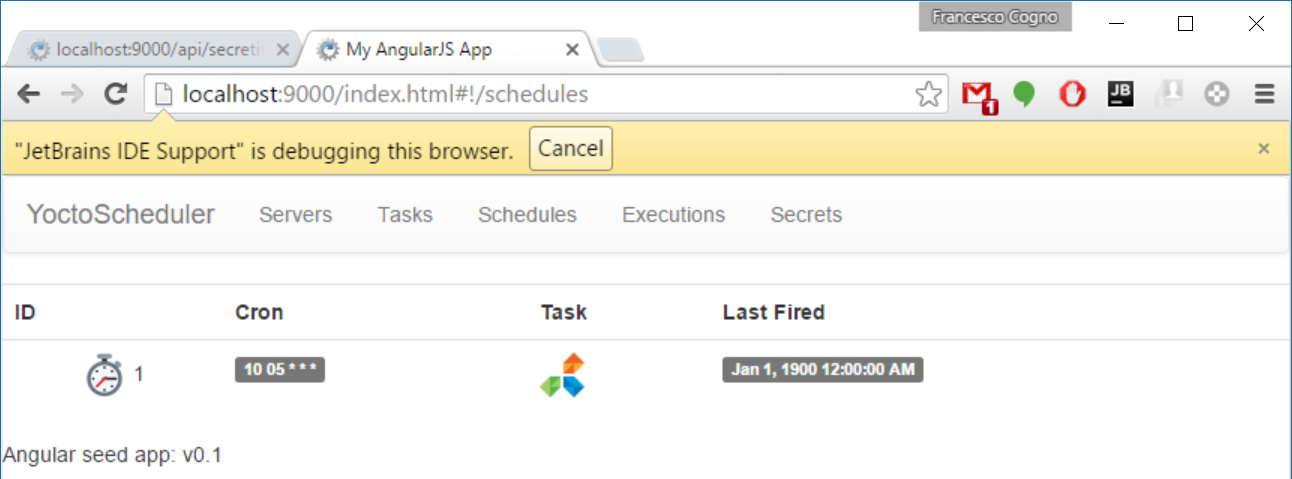 Francesco Cogno
localhost:9000/api/secreti
My AngularJS App
localhost:9000/index.html#!/schedules
1
JB
"JetBrains IDE Support" is debugging this browser. Cancel
YoctoScheduler Servers Tasks Schedules Executions Secrets
ID Cron Task Last Fired
1 10 05 * * * Jan 1, 1900 12:00:00 AM
Angular seed app: v0.1